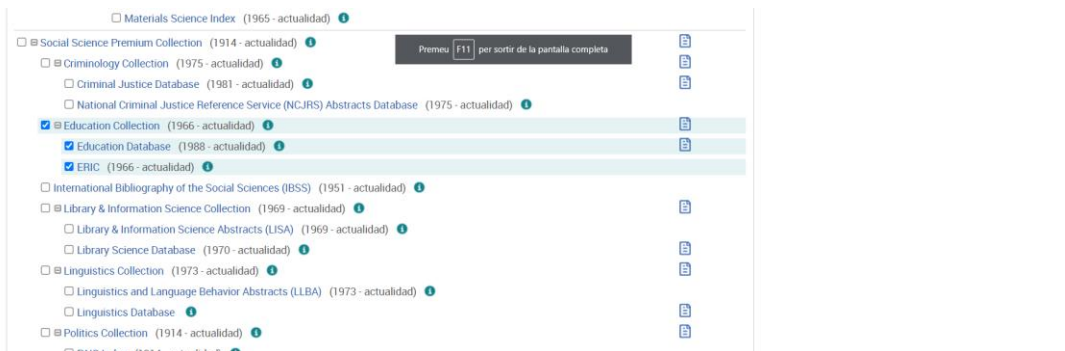 Materials Science Index (1965 - actualidad)
Social Science Premium Collection (1914 - actualidad)
Premeu F11 per sortir de la pantalla completa
Criminology Collection (1975 - actualidad)
Criminal Justice Database (1981 - actualidad)
National Criminal Justice Reference Service (NCJRS) Abstracts Database (1975 - actualidad)
Education Collection (1966 - actualidad)
Education Database (1988 - actualidad)
ERIC (1966 - actualidad)
International Bibliography of the Social Sciences (IBSS) (1951 - actualidad)
Library & Information Science Collection (1969 - actualidad)
Library & Information Science Abstracts (LISA) (1969 - actualidad)
Library Science Database (1970 - actualidad)
Linguistics Collection (1973 - actualidad)
Linguistics and Language Behavior Abstracts (LLBA) (1973 - actualidad)
Linguistics Database
Politics Collection (1914 - actualidad)